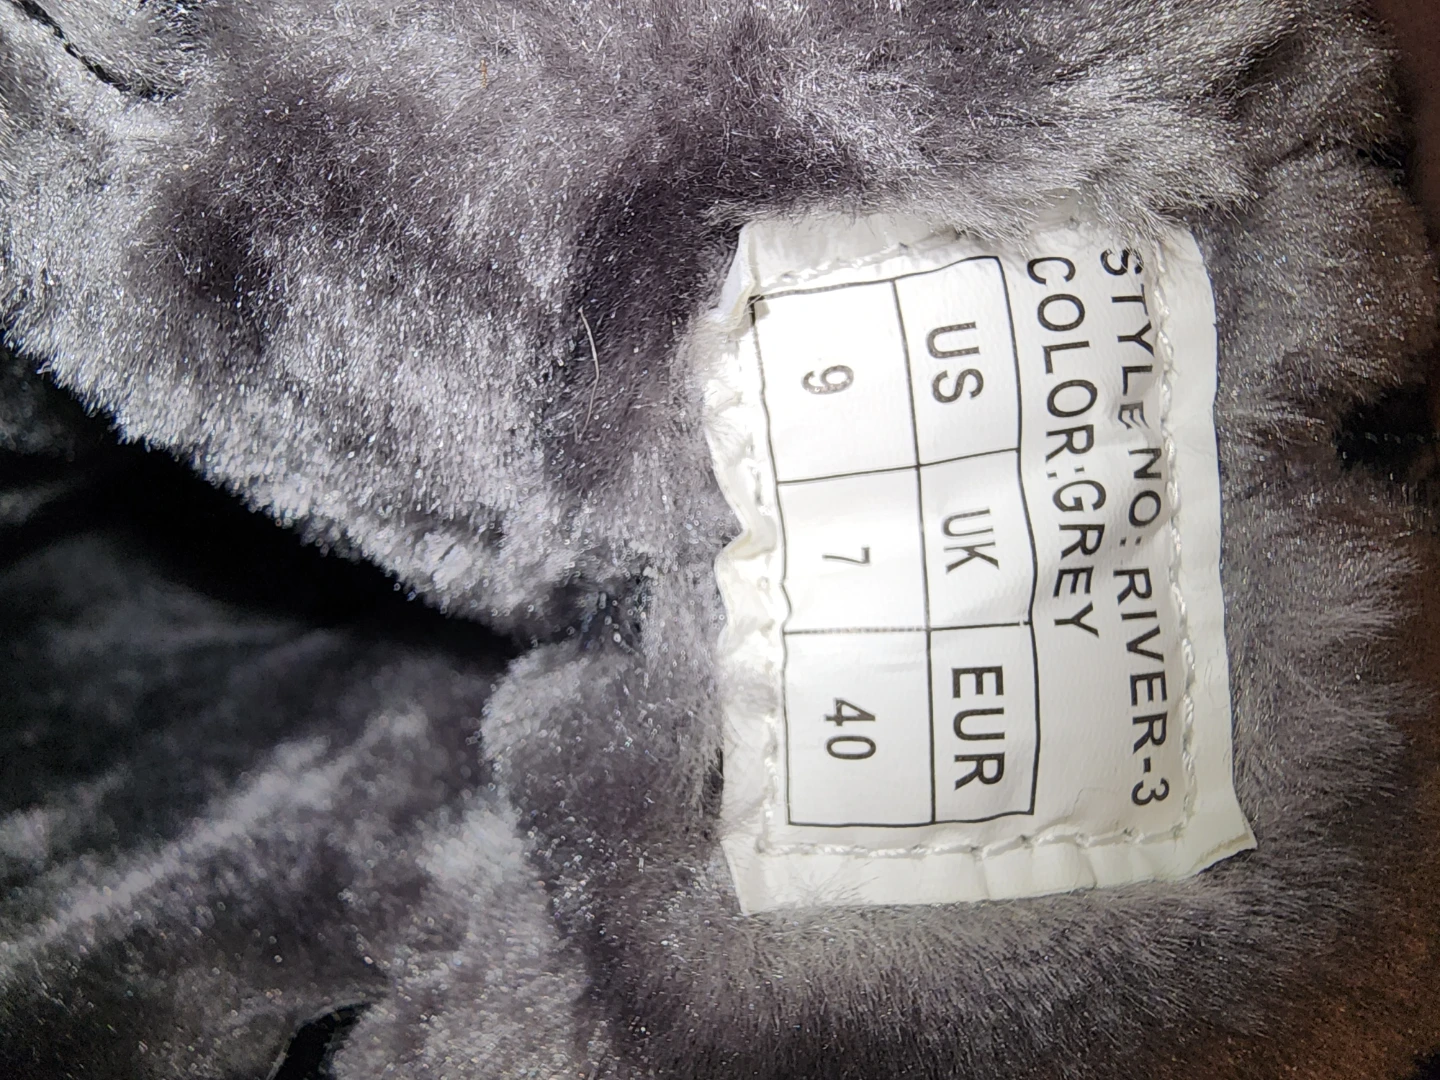 STYLE NO: RIVER-3
COLOR:GREY
US UK EUR
9 7 40